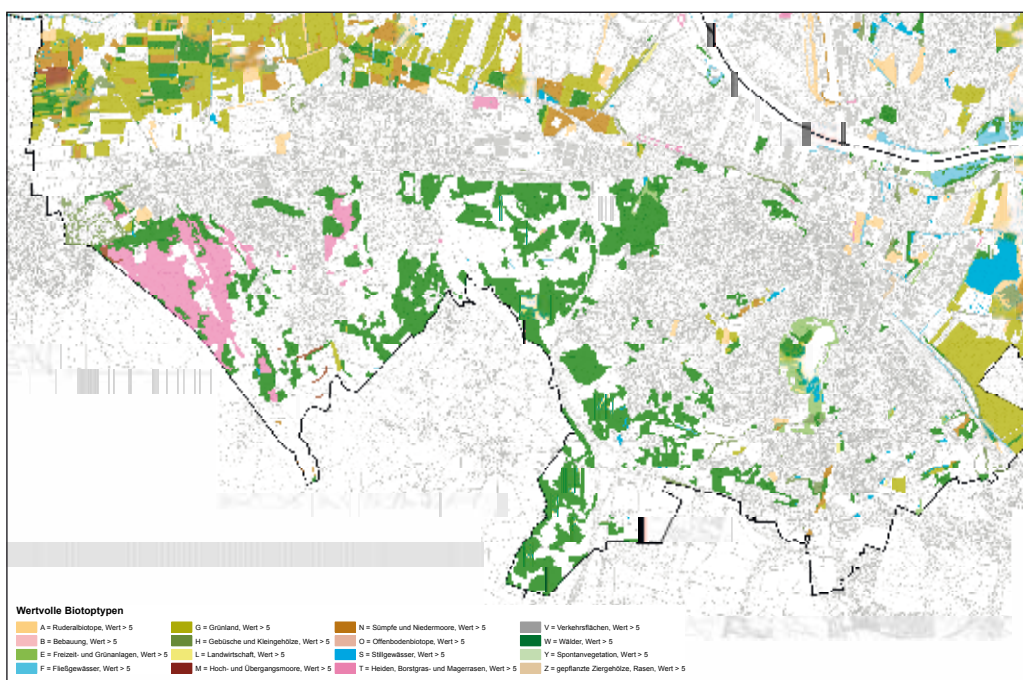 Wertvolle Biotoptypen
A = Ruderalbiotope, Wert > 5
B = Bebauung, Wert > 5
E = Freizeit- und Grünanlagen, Wert > 5
F = Fließgewässer, Wert > 5
G = Grünland, Wert > 5
H = Gebüsche und Kleingehölze, Wert > 5
L = Landwirtschaft, Wert > 5
M = Hoch- und Übergangsmoore, Wert > 5
N = Sümpfe und Niedermoore, Wert > 5
O = Offenbodenbiotope, Wert > 5
S = Stillgewässer, Wert > 5
T = Heiden, Borstgras- und Magerrasen, Wert > 5
V = Verkehrsflächen, Wert > 5
W = Wälder, Wert > 5
Y = Spontanvegetation, Wert > 5
Z = gepflanzte Ziergehölze, Rasen, Wert > 5